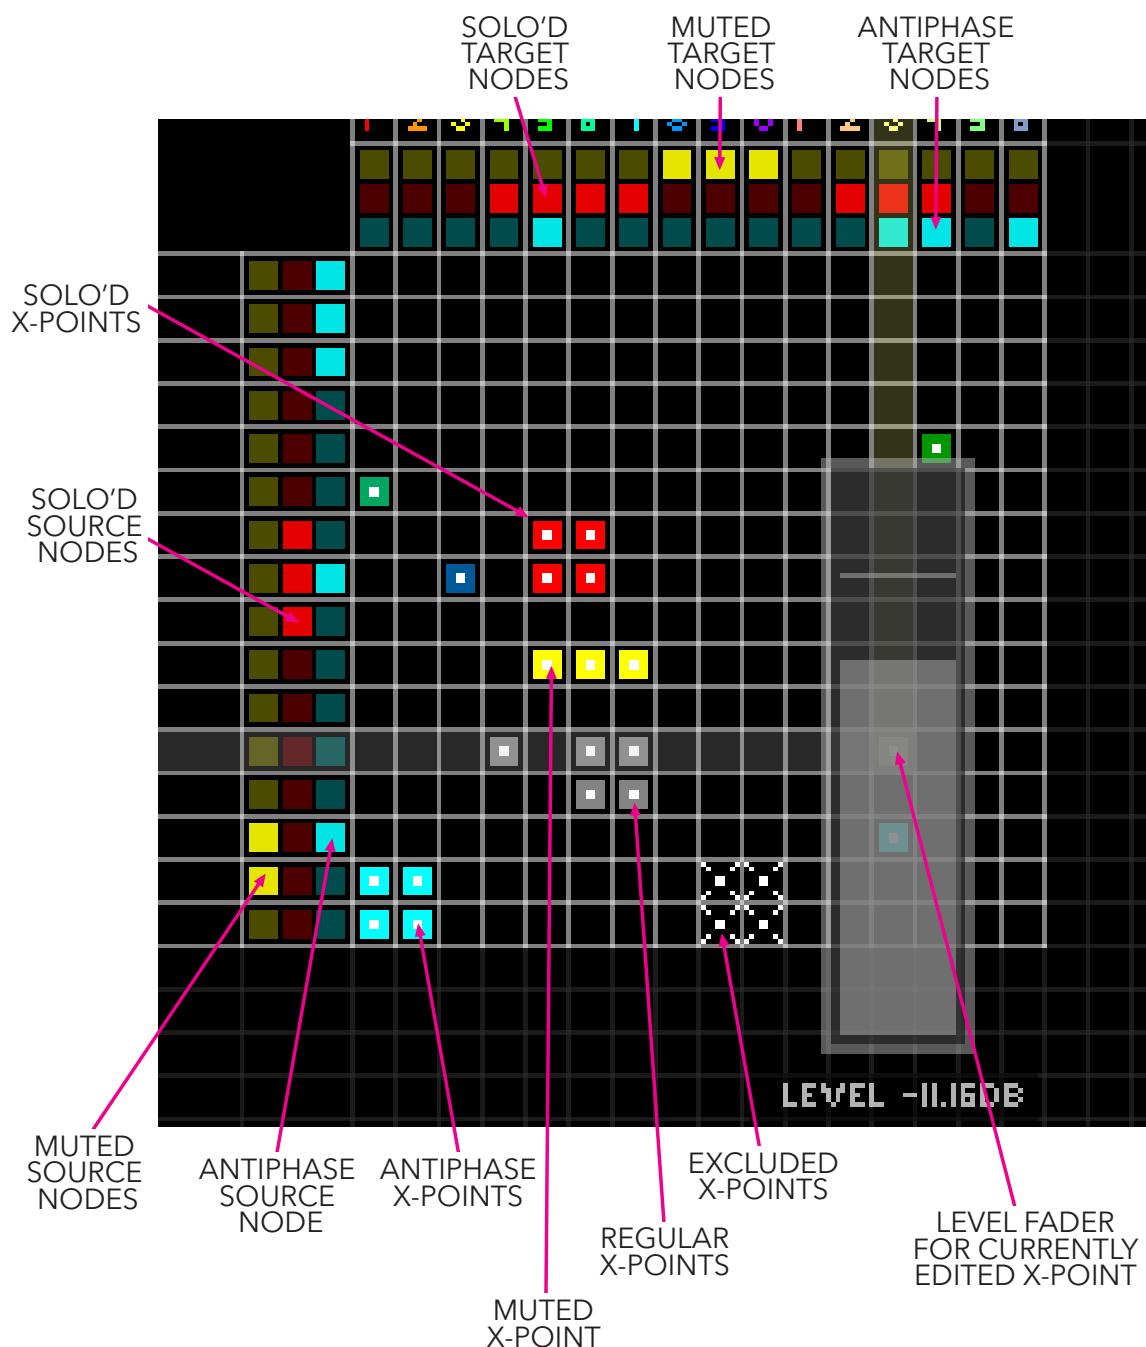 SOLO’D
TARGET
NODES
MUTED
TARGET
NODES
ANTIPHASE
TARGET
NODES
SOLO’D
X-POINTS
SOLO’D
SOURCE
NODES
LEVEL -11.16DB
MUTED
SOURCE
NODES
ANTIPHASE
SOURCE
NODE
ANTIPHASE
X-POINTS
EXCLUDED
X-POINTS
REGULAR
X-POINTS
LEVEL FADER
FOR CURRENTLY
EDITED X-POINT
MUTED
X-POINT